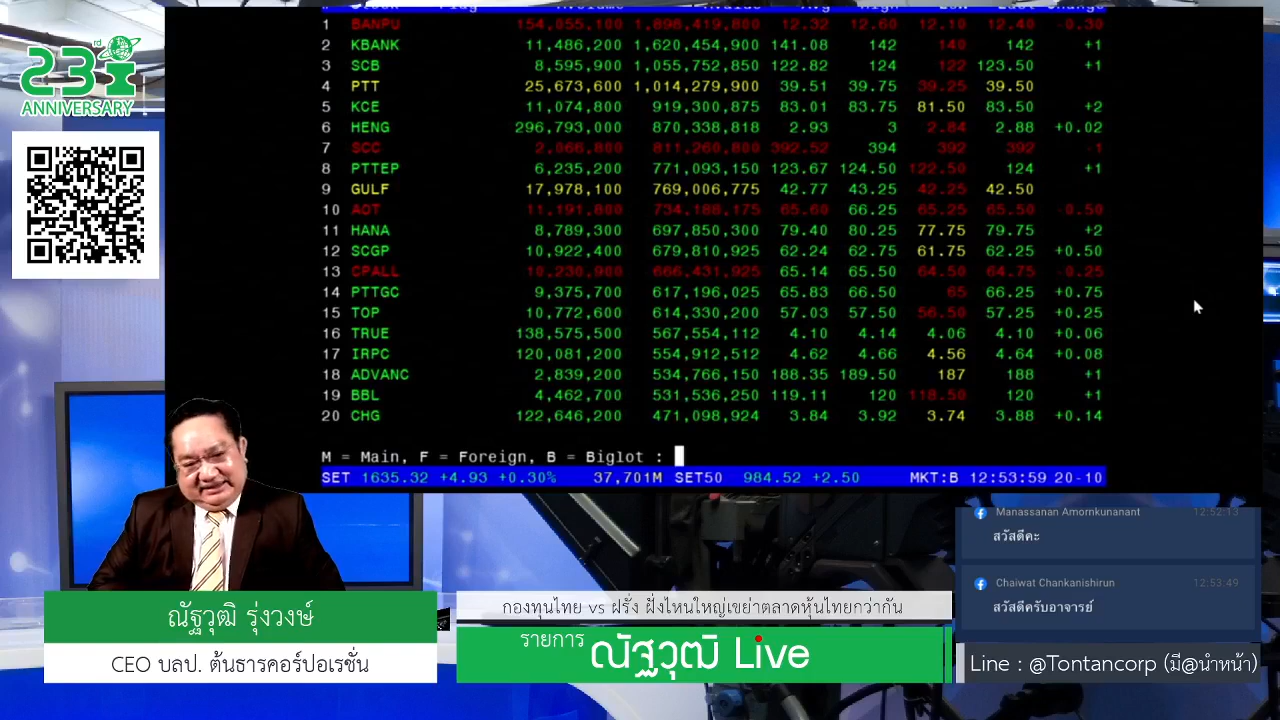 23rd
ANNIVERSARY
1 BANPU 154,055,100 1,898,419,800 12.32 12.60 12.10 12.40 -0.30
2 KBANK 11,486,200 1,620,454,900 141.08 142 140 142 +1
3 SCB 8,595,900 1,055,752,850 122.82 124 122 123.50 +1
4 PTT 25,673,600 1,014,279,900 39.51 39.75 39.25 39.50
5 KCE 11,074,800 919,300,875 83.01 83.75 81.50 83.50 +2
6 HENG 296,793,000 870,338,818 2.93 3 2.84 2.88 +0.02
7 SCC 2,066,800 811,260,800 392.52 394 392 392 -1
8 PTTEP 6,235,200 771,093,150 123.67 124.50 122.50 124 +1
9 GULF 17,978,100 769,006,775 42.77 43.25 42.25 42.50
10 AOT 11,191,800 734,188,175 65.60 66.25 65.25 65.50 -0.50
11 HANA 8,789,300 697,850,300 79.40 80.25 77.75 79.75 +2
12 SCGP 10,922,400 679,810,925 62.24 62.75 61.75 62.25 +0.50
13 CPALL 10,230,900 666,431,925 65.14 65.50 64.50 64.75 -0.25
14 PTTGC 9,375,700 617,196,025 65.83 66.50 65 66.25 +0.75
15 TOP 10,772,600 614,330,200 57.03 57.50 56.50 57.25 +0.25
16 TRUE 138,575,500 567,554,112 4.10 4.14 4.06 4.10 +0.06
17 IRPC 120,081,200 554,912,512 4.62 4.66 4.56 4.64 +0.08
18 ADVANC 2,839,200 534,766,150 188.35 189.50 187 188 +1
19 BBL 4,462,700 531,536,250 119.11 120 118.50 120 +1
20 CHG 122,646,200 471,098,924 3.84 3.92 3.74 3.88 +0.14
M = Main, F = Foreign, B = Biglot :
SET 1635.32 +4.93 +0.30% 37,701M SET50 984.52 +2.50 MKT:B 12:53:59 20-10
Manassanan Amornkunanant 12:52:13
สวัสดีคะ
Chaiwat Chankanishirun 12:53:49
สวัสดีครับอาจารย์
ณัฐวุฒิ รุ่งวงษ์
CEO บลป. ต้นธารคอร์ปอเรชั่น
กองทุนไทย vs ฝรั่ง ฝั่งไหนใหญ่เขย่าตลาดหุ้นไทยกว่ากัน
รายการ ณัฐวุฒิ Live
Line : @Tontancorp (มี@นำหน้า)